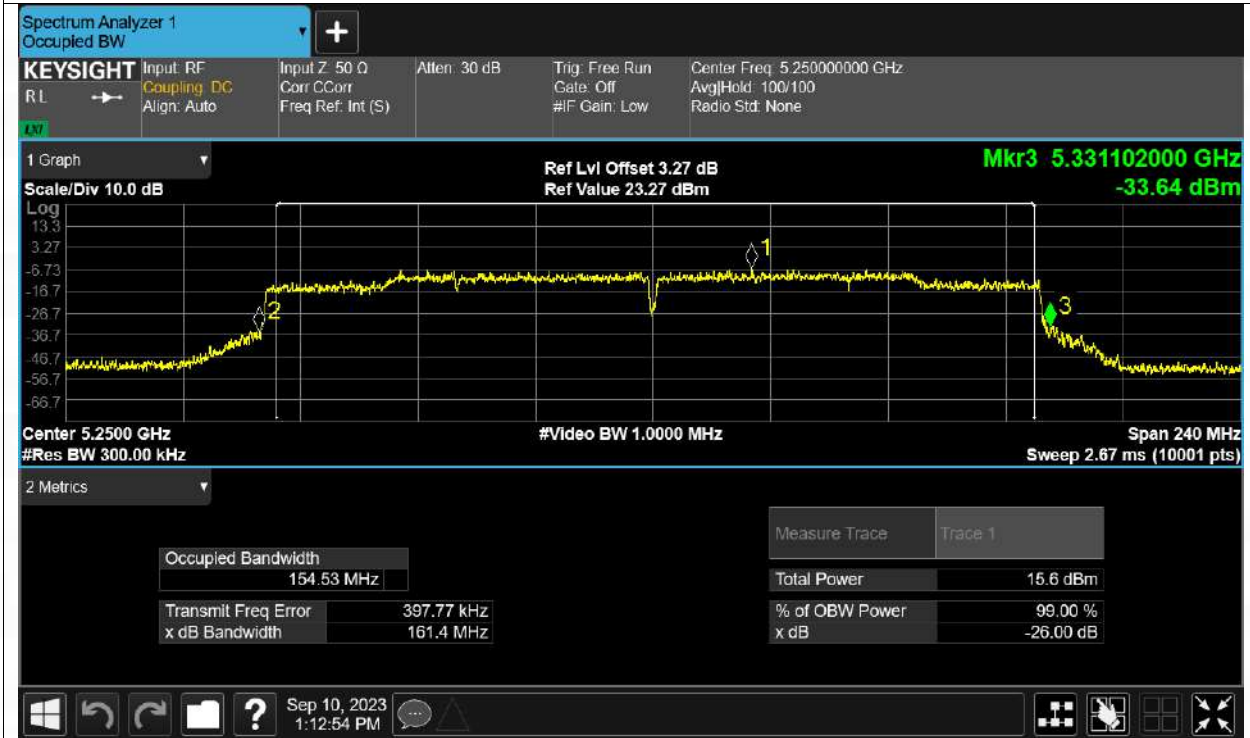 Spectrum Analyzer 1
Occupied BW
+
KEYSIGHT Input: RF Input Z: 50 Ω Atten: 30 dB Trig: Free Run Center Freq: 5.250000000 GHz
RL Coupling: DC Corr CCorr Gate: Off Avg|Hold: 100/100
Align: Auto Freq Ref: Int (S) #IF Gain: Low Radio Std: None
LXI
1 Graph
Ref Lvl Offset 3.27 dB
Mkr3 5.331102000 GHz
Scale/Div 10.0 dB
Ref Value 23.27 dBm
-33.64 dBm
Log
13.3
3.27
-6.73
-16.7
-26.7
-36.7
-46.7
-56.7
-66.7
1
2
3
Center 5.2500 GHz #Video BW 1.0000 MHz Span 240 MHz
#Res BW 300.00 kHz Sweep 2.67 ms (10001 pts)
2 Metrics
Measure Trace Trace 1
Occupied Bandwidth
154.53 MHz
Total Power 15.6 dBm
Transmit Freq Error 397.77 kHz
% of OBW Power 99.00 %
x dB Bandwidth 161.4 MHz
x dB -26.00 dB
?
Sep 10, 2023
1:12:54 PM